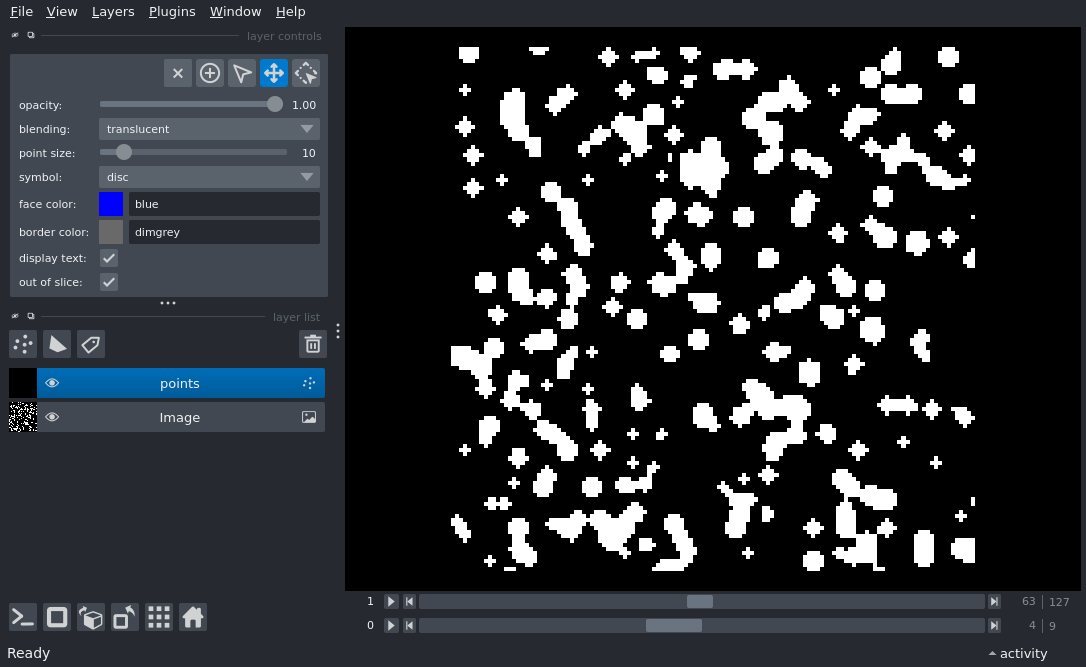 File View Layers Plugins Window Help
layer controls
opacity: 1.00
blending: translucent
point size: 10
symbol: disc
face color: blue
border color: dimgrey
display text:
out of slice:
layer list
points
Image
1 63 127
0 4 9
Ready activity